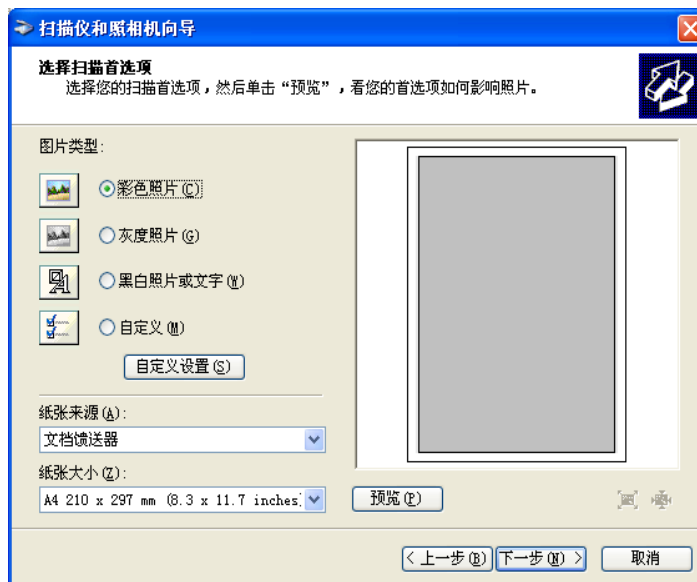 扫描仪和照相机向导
选择扫描首选项
选择您的扫描首选项，然后单击“预览”，看您的首选项如何影响照片。
图片类型:
彩色照片(C)
灰度照片(G)
黑白照片或文字(W)
自定义(M)
自定义设置(S)
纸张来源(A):
文档馈送器
纸张大小(Z):
A4 210 x 297 mm (8.3 x 11.7 inches)
预览(P)
< 上一步(B)
下一步(N) >
取消